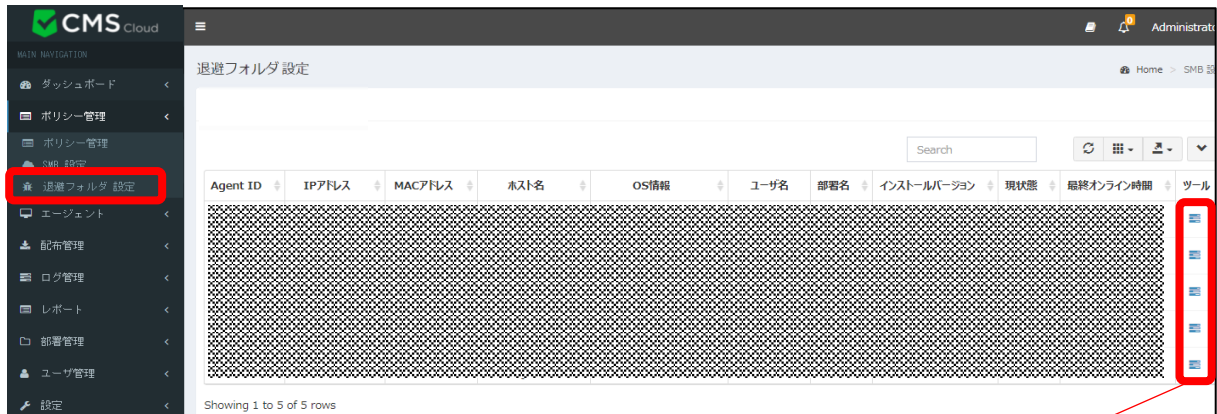 CMS Cloud
0
Administrato
MAIN NAVIGATION
退避フォルダ 設定
Home > SMB 設
ダッシュボード
ポリシー管理
ポリシー管理
SMB 設定
退避フォルダ 設定
エージェント
配布管理
ログ管理
レポート
部署管理
ユーザ管理
設定
Search
Agent ID IPアドレス MACアドレス ホスト名 OS情報 ユーザ名 部署名 インストールバージョン 現状態 最終オンライン時間 ツール
Showing 1 to 5 of 5 rows